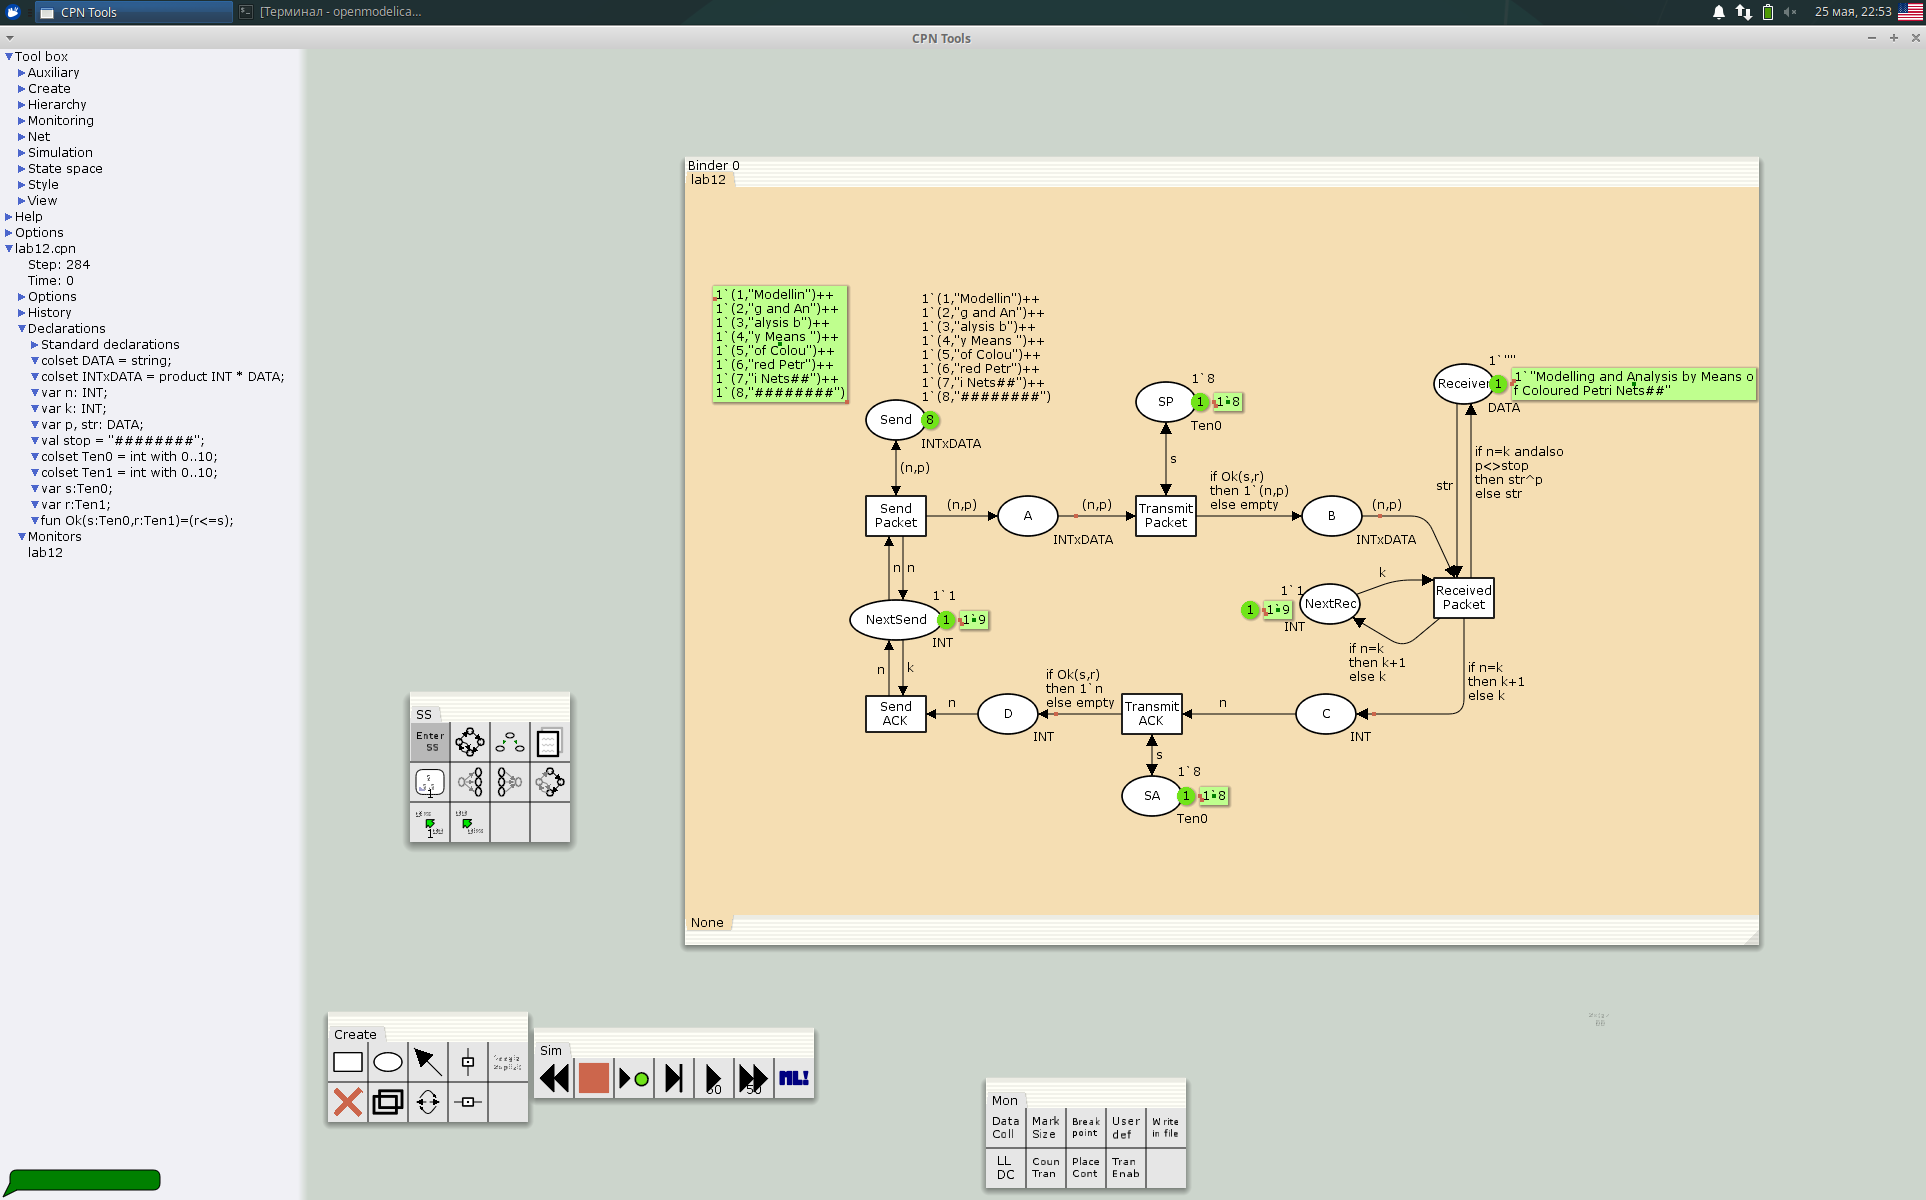 CPN Tools
[Терминал - openmodelica...
25 мая, 22:53
CPN Tools
Tool box
Auxiliary
Create
Hierarchy
Monitoring
Net
Simulation
State space
Style
View
Help
Options
lab12.cpn
Step: 284
Time: 0
Options
History
Declarations
Standard declarations
colset DATA = string;
colset INTxDATA = product INT * DATA;
var n: INT;
var k: INT;
var p, str: DATA;
val stop = "########";
colset Ten0 = int with 0..10;
colset Ten1 = int with 0..10;
var s:Ten0;
var r:Ten1;
fun Ok(s:Ten0,r:Ten1)=(r<=s);
Monitors
lab12
Binder 0
lab12
1`(1,"Modellin")++
1`(2,"g and An")++
1`(3,"alysis b")++
1`(4,"y Means ")++
1`(5,"of Colou")++
1`(6,"red Petr")++
1`(7,"i Nets##")++
1`(8,"########")
1`(1,"Modellin")++
1`(2,"g and An")++
1`(3,"alysis b")++
1`(4,"y Means ")++
1`(5,"of Colou")++
1`(6,"red Petr")++
1`(7,"i Nets##")++
1`(8,"########")
Send
8
INTxDATA
(n,p)
1`8
SP
1
1`8
Ten0
s
1`""
Receiver
1
1`"Modelling and Analysis by Means o
f Coloured Petri Nets##"
DATA
if n=k andalso
p<>stop
then str^p
else str
str
Send
Packet
(n,p)
A
INTxDATA
(n,p)
Transmit
Packet
if Ok(s,r)
then 1`(n,p)
else empty
B
INTxDATA
(n,p)
n
n
1`1
NextSend
1
1`9
INT
k
1`1
NextRec
1
1`9
INT
Received
Packet
if n=k
then k+1
else k
if n=k
then k+1
else k
n
k
Send
ACK
n
D
INT
if Ok(s,r)
then 1`n
else empty
Transmit
ACK
n
C
INT
s
1`8
SA
1
1`8
Ten0
None
SS
Enter
SS
1
1
Create
Sim
50
50
ML!
Mon
Data
Coll
Mark
Size
Break
point
User
def
Write
in file
LL
DC
Coun
Tran
Place
Cont
Tran
Enab